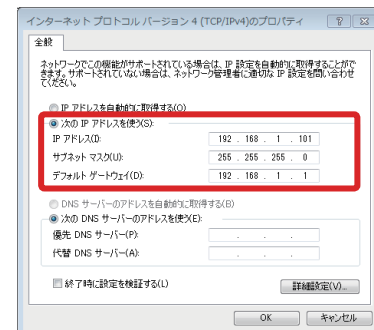 インターネット プロトコル バージョン 4 (TCP/IPv4)のプロパティ
全般
ネットワークでこの機能がサポートされている場合は、IP 設定を自動的に取得することがで
きます。サポートされていない場合は、ネットワーク管理者に適切な IP 設定を問い合わせ
てください。
IP アドレスを自動的に取得する(O)
次の IP アドレスを使う(S):
IP アドレス(I): 192 . 168 . 1 . 101
サブネット マスク(U): 255 . 255 . 255 . 0
デフォルト ゲートウェイ(D): 192 . 168 . 1 . 1
DNS サーバーのアドレスを自動的に取得する(B)
次の DNS サーバーのアドレスを使う(E):
優先 DNS サーバー(P): . . .
代替 DNS サーバー(A): . . .
終了時に設定を検証する(L)
詳細設定(V)...
OK キャンセル